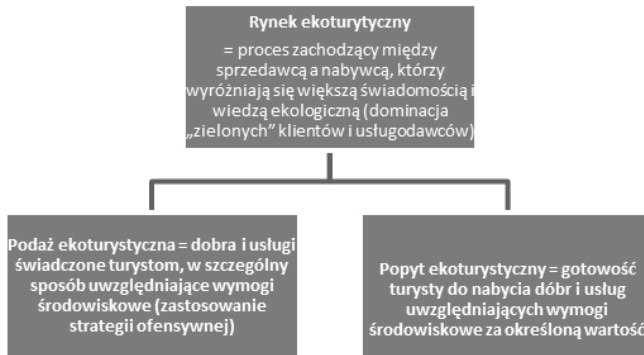 Rynek ekoturytyczny
= proces zachodzący między
sprzedawcą a nabywcą, którzy
wyróżniają się większą świadomością i
wiedzą ekologiczną (dominacja
„zielonych” klientów i usługodawców)
Podaż ekoturystyczna = dobra i usługi
świadczone turystom, w szczególny
sposób uwzględniające wymogi
środowiskowe (zastosowanie
strategii ofensywnej)
Popyt ekoturystyczny = gotowość
turysty do nabycia dóbr i usług
uwzględniających wymogi
środowiskowe za określoną wartość